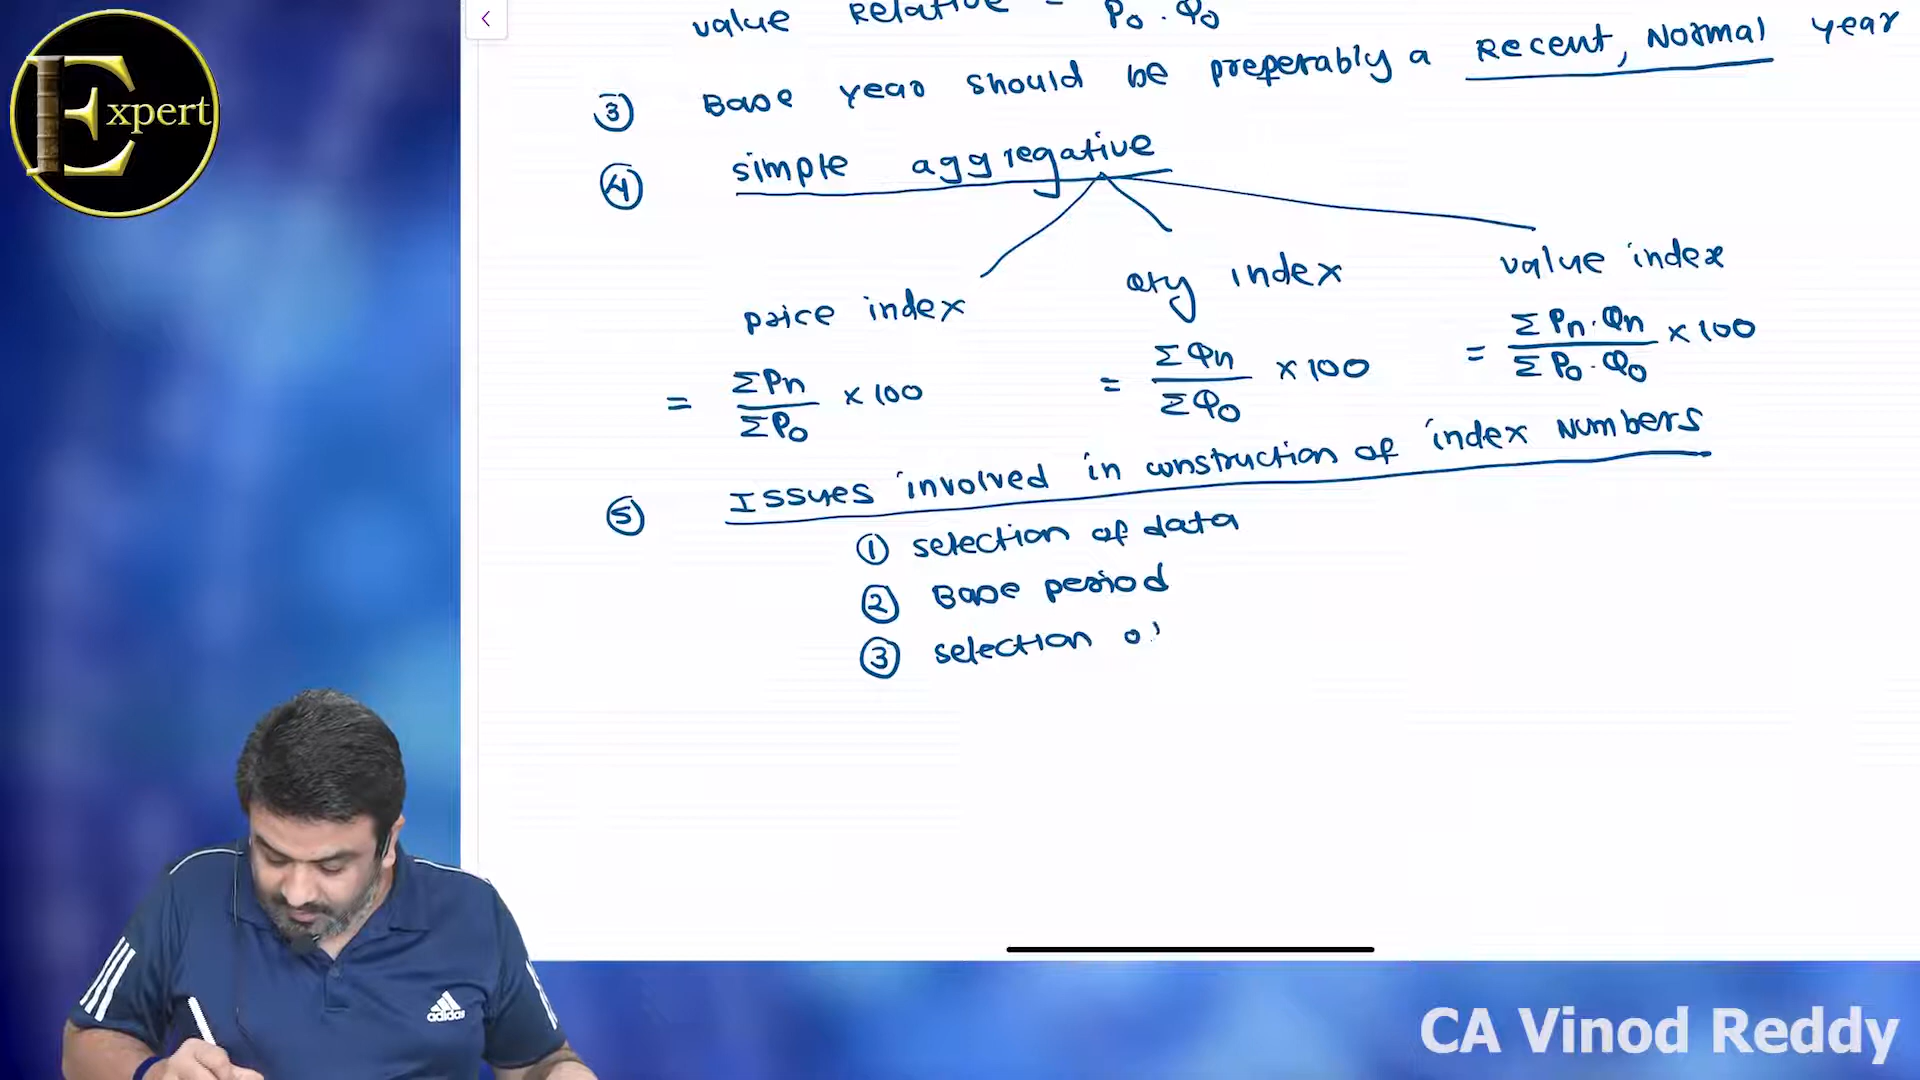 Expert
value Relative = P₀ . Q₀
③ Base year should be preferably a Recent, Normal year
④ simple aggregative
price index
= ΣPn / ΣP₀ × 100
Qty index
= ΣQn / ΣQ₀ × 100
value index
= ΣPn.Qn / ΣP₀.Q₀ × 100
⑤ Issues involved in construction of index Numbers
① selection of data
② Base period
③ selection o
adidas
CA Vinod Reddy